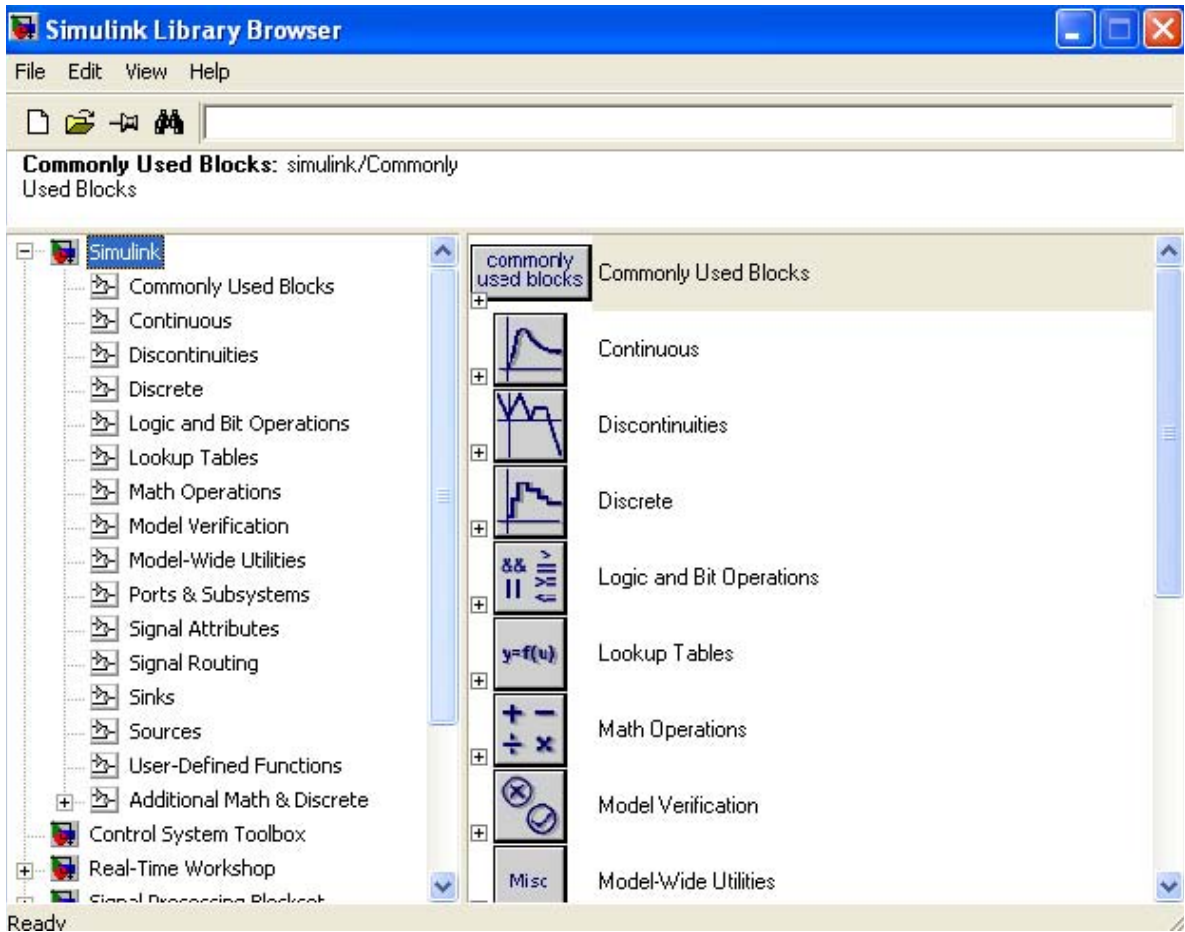 Simulink Library Browser
File Edit View Help
Commonly Used Blocks: simulink/Commonly
Used Blocks
Simulink
Commonly Used Blocks
Continuous
Discontinuities
Discrete
Logic and Bit Operations
Lookup Tables
Math Operations
Model Verification
Model-Wide Utilities
Ports & Subsystems
Signal Attributes
Signal Routing
Sinks
Sources
User-Defined Functions
Additional Math & Discrete
Control System Toolbox
Real-Time Workshop
Signal Processing Blockset
commonly
used blocks
Commonly Used Blocks
Continuous
Discontinuities
Discrete
&& >
|| >=
<=
Logic and Bit Operations
y=f(u)
Lookup Tables
+ −
÷ ×
Math Operations
Model Verification
Misc
Model-Wide Utilities
Ready